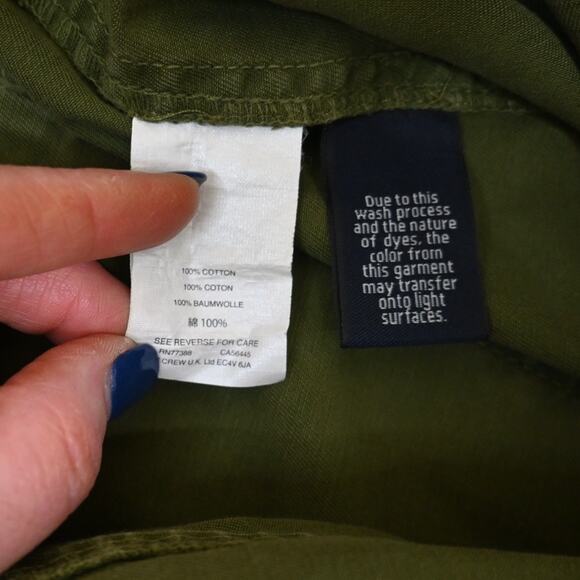 100% COTTON
100% COTON
100% BAUMWOLLE
綿 100%
SEE REVERSE FOR CARE
RN77388 CA56445
CREW U.K. Ltd EC4V 6JA
Due to this
wash process
and the nature
of dyes, the
color from
this garment
may transfer
onto light
surfaces.